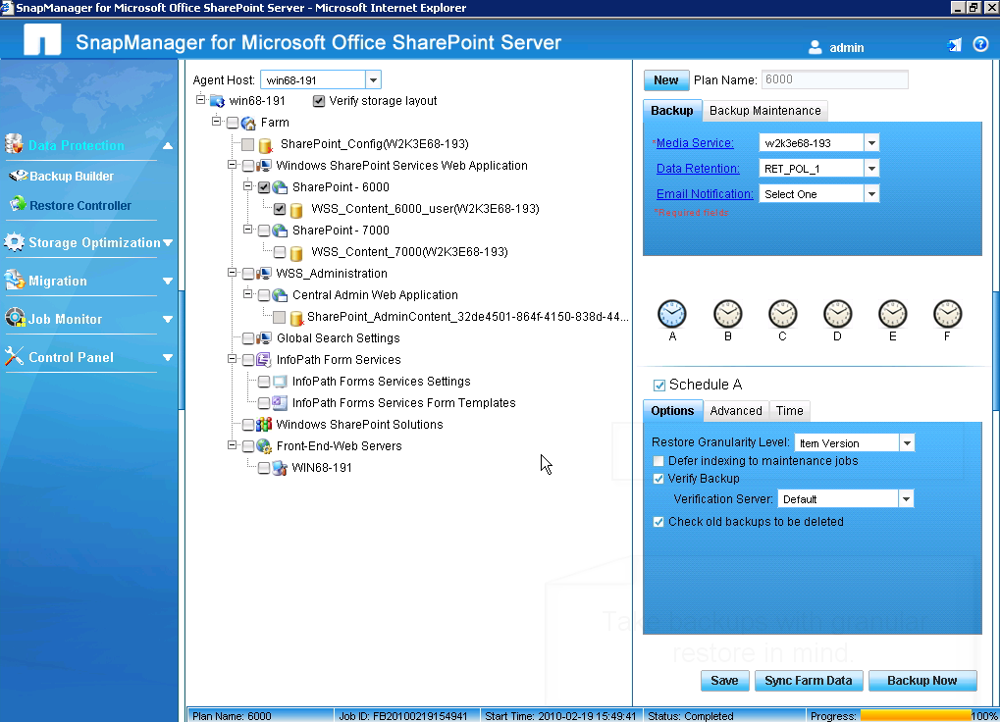 SnapManager for Microsoft Office SharePoint Server - Microsoft Internet Explorer
SnapManager for Microsoft Office SharePoint Server
admin
Data Protection
Backup Builder
Restore Controller
Storage Optimization
Migration
Job Monitor
Control Panel
Agent Host: win68-191
win68-191
Verify storage layout
Farm
SharePoint_Config(W2K3E68-193)
Windows SharePoint Services Web Application
SharePoint - 6000
WSS_Content_6000_user(W2K3E68-193)
SharePoint - 7000
WSS_Content_7000(W2K3E68-193)
WSS_Administration
Central Admin Web Application
SharePoint_AdminContent_32de4501-864f-4150-838d-44...
Global Search Settings
InfoPath Form Services
InfoPath Forms Services Settings
InfoPath Forms Services Form Templates
Windows SharePoint Solutions
Front-End-Web Servers
WIN68-191
New Plan Name: 6000
Backup Backup Maintenance
*Media Service: w2k3e68-193
Data Retention: RET_POL_1
Email Notification: Select One
*Required fields
A B C D E F
Schedule A
Options Advanced Time
Restore Granularity Level: Item Version
Defer indexing to maintenance jobs
Verify Backup
Verification Server: Default
Check old backups to be deleted
Take backups with granular
restore in mind
Save Sync Farm Data Backup Now
Plan Name: 6000 Job ID: FB20100219154941 Start Time: 2010-02-19 15:49:41 Status: Completed Progress: 100%